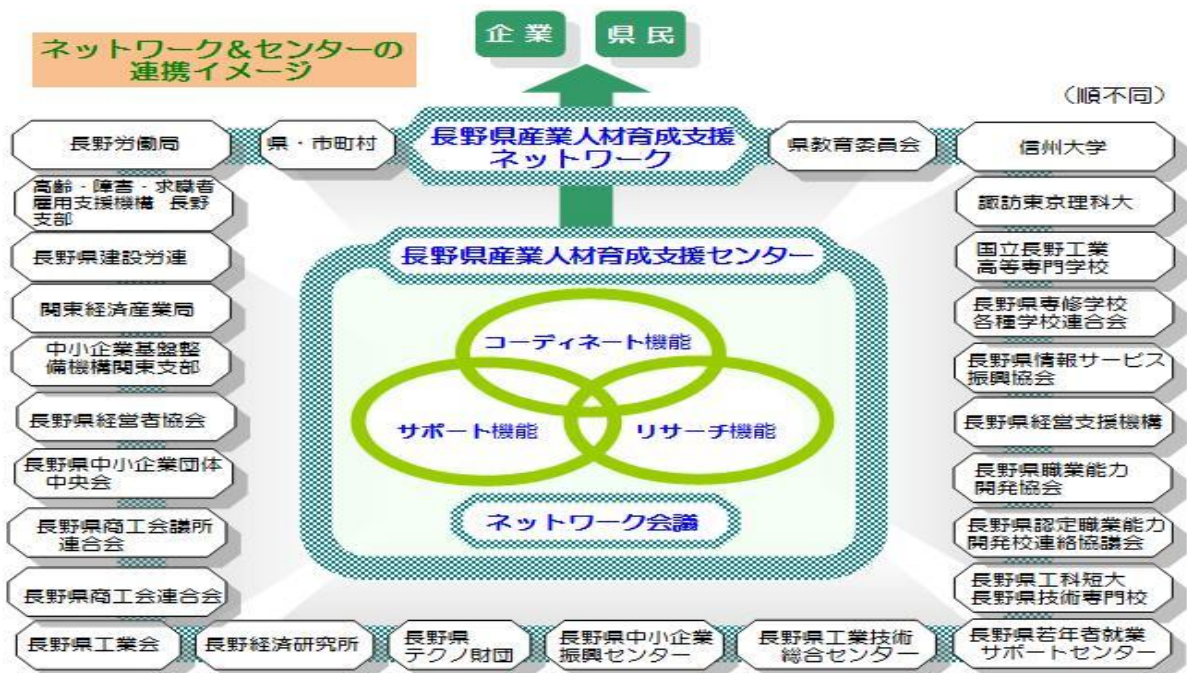 企業
県民
ネットワーク&センターの
連携イメージ
(順不同)
長野労働局
県・市町村
長野県産業人材育成支援
ネットワーク
県教育委員会
信州大学
高齢・障害・求職者
雇用支援機構 長野
支部
長野県建設労連
関東経済産業局
中小企業基盤整
備機構関東支部
長野県経営者協会
長野県中小企業団体
中央会
長野県商工会議所
連合会
長野県商工会連合会
長野県産業人材育成支援センター
コーディネート機能
サポート機能
リサーチ機能
ネットワーク会議
諏訪東京理科大
国立長野工業
高等専門学校
長野県専修学校
各種学校連合会
長野県情報サービス
振興協会
長野県経営支援機構
長野県職業能力
開発協会
長野県認定職業能力
開発校連絡協議会
長野県工科短大
長野県技術専門校
長野県工業会
長野経済研究所
長野県
テクノ財団
長野県中小企業
振興センター
長野県工業技術
総合センター
長野県若年者就業
サポートセンター